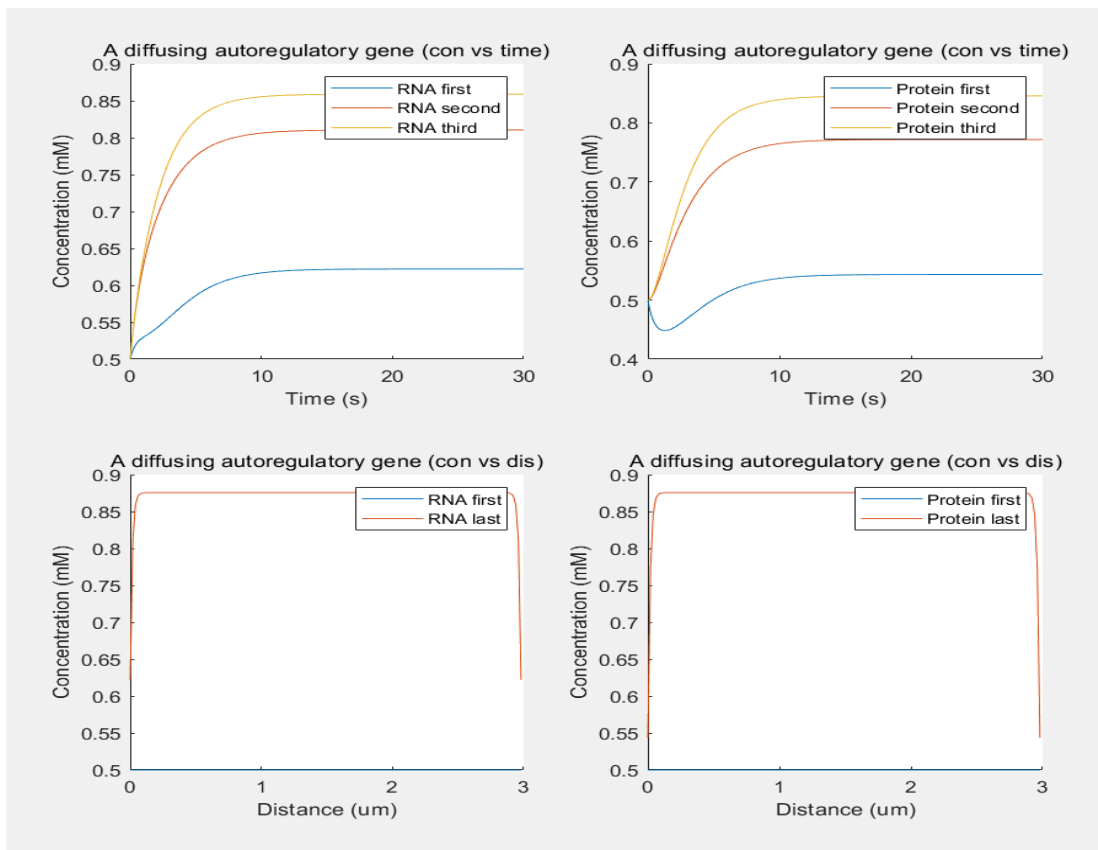 A diffusing autoregulatory gene (con vs time)
0.9
0.85
0.8
0.75
0.7
0.65
0.6
0.55
0.5
Concentration (mM)
RNA first
RNA second
RNA third
0
10
20
30
Time (s)
A diffusing autoregulatory gene (con vs time)
0.9
0.8
0.7
0.6
0.5
0.4
Concentration (mM)
Protein first
Protein second
Protein third
0
10
20
30
Time (s)
A diffusing autoregulatory gene (con vs dis)
0.9
0.85
0.8
0.75
0.7
0.65
0.6
0.55
0.5
Concentration (mM)
RNA first
RNA last
0
1
2
3
Distance (um)
A diffusing autoregulatory gene (con vs dis)
0.9
0.85
0.8
0.75
0.7
0.65
0.6
0.55
0.5
Concentration (mM)
Protein first
Protein last
0
1
2
3
Distance (um)